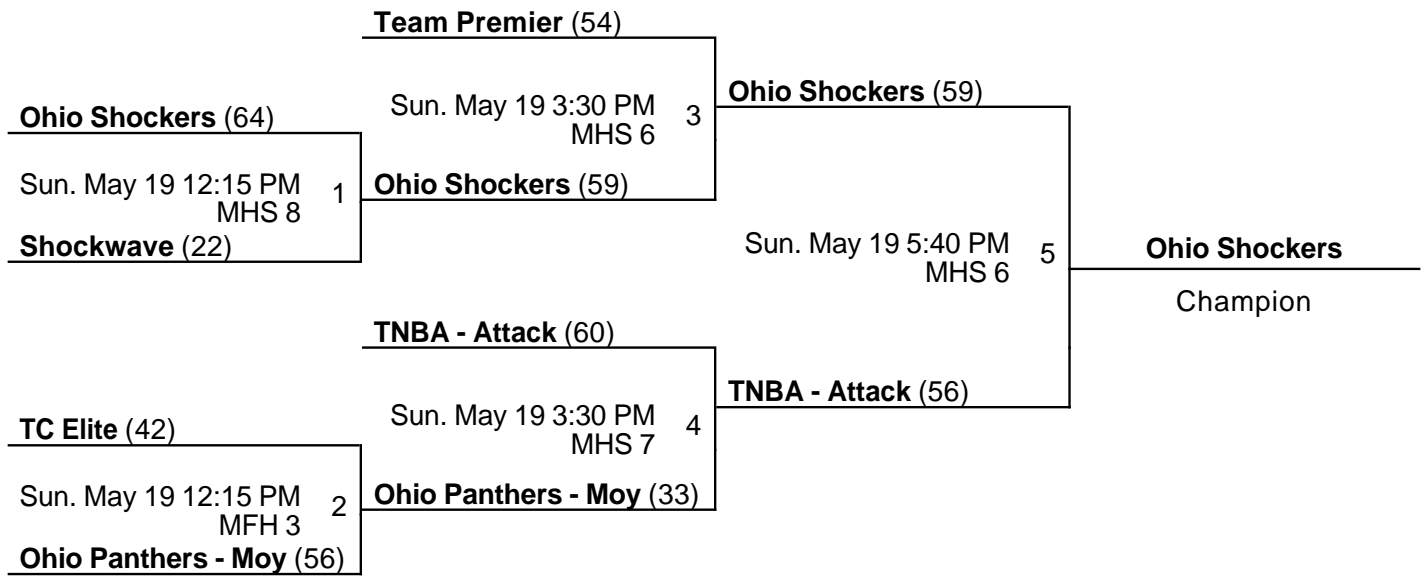 Team Premier (54)
Ohio Shockers (64)
Sun. May 19 3:30 PM
MHS 6
3
Ohio Shockers (59)
Sun. May 19 12:15 PM
MHS 8
1
Ohio Shockers (59)
Shockwave (22)
Sun. May 19 5:40 PM
MHS 6
5
Ohio Shockers
Champion
TNBA - Attack (60)
TC Elite (42)
Sun. May 19 3:30 PM
MHS 7
4
TNBA - Attack (56)
Sun. May 19 12:15 PM
MFH 3
2
Ohio Panthers - Moy (33)
Ohio Panthers - Moy (56)